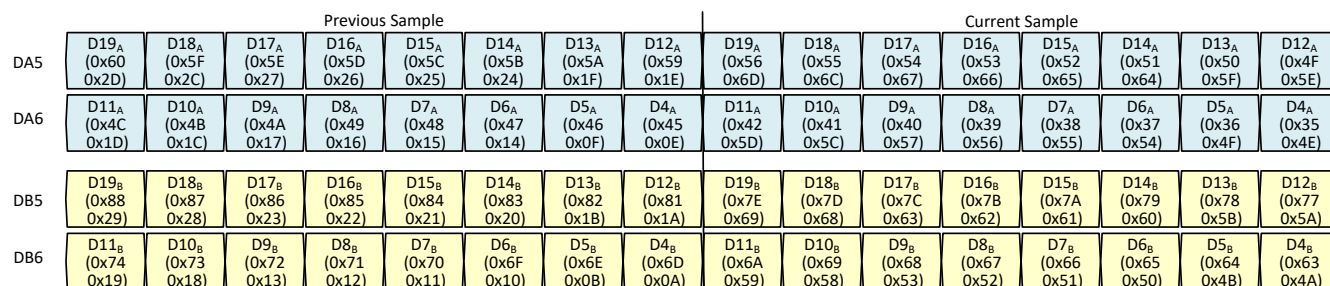 Previous Sample Current Sample
D19A D18A D17A D16A D15A D14A D13A D12A D19A D18A D17A D16A D15A D14A D13A D12A
DA5 (0x60 (0x5F (0x5E (0x5D (0x5C (0x5B (0x5A (0x59 (0x56 (0x55 (0x54 (0x53 (0x52 (0x51 (0x50 (0x4F
0x2D) 0x2C) 0x27) 0x26) 0x25) 0x24) 0x1F) 0x1E) 0x6D) 0x6C) 0x67) 0x66) 0x65) 0x64) 0x5F) 0x5E)
D11A D10A D9A D8A D7A D6A D5A D4A D11A D10A D9A D8A D7A D6A D5A D4A
DA6 (0x4C (0x4B (0x4A (0x49 (0x48 (0x47 (0x46 (0x45 (0x42 (0x41 (0x40 (0x39 (0x38 (0x37 (0x36 (0x35
0x1D) 0x1C) 0x17) 0x16) 0x15) 0x14) 0x0F) 0x0E) 0x5D) 0x5C) 0x57) 0x56) 0x55) 0x54) 0x4F) 0x4E)
D19B D18B D17B D16B D15B D14B D13B D12B D19B D18B D17B D16B D15B D14B D13B D12B
DB5 (0x88 (0x87 (0x86 (0x85 (0x84 (0x83 (0x82 (0x81 (0x7E (0x7D (0x7C (0x7B (0x7A (0x79 (0x78 (0x77
0x29) 0x28) 0x23) 0x22) 0x21) 0x20) 0x1B) 0x1A) 0x69) 0x68) 0x63) 0x62) 0x61) 0x60) 0x5B) 0x5A)
D11B D10B D9B D8B D7B D6B D5B D4B D11B D10B D9B D8B D7B D6B D5B D4B
DB6 (0x74 (0x73 (0x72 (0x71 (0x70 (0x6F (0x6E (0x6D (0x6A (0x69 (0x68 (0x67 (0x66 (0x65 (0x64 (0x63
0x19) 0x18) 0x13) 0x12) 0x11) 0x10) 0x0B) 0x0A) 0x59) 0x58) 0x53) 0x52) 0x51) 0x50) 0x4B) 0x4A)